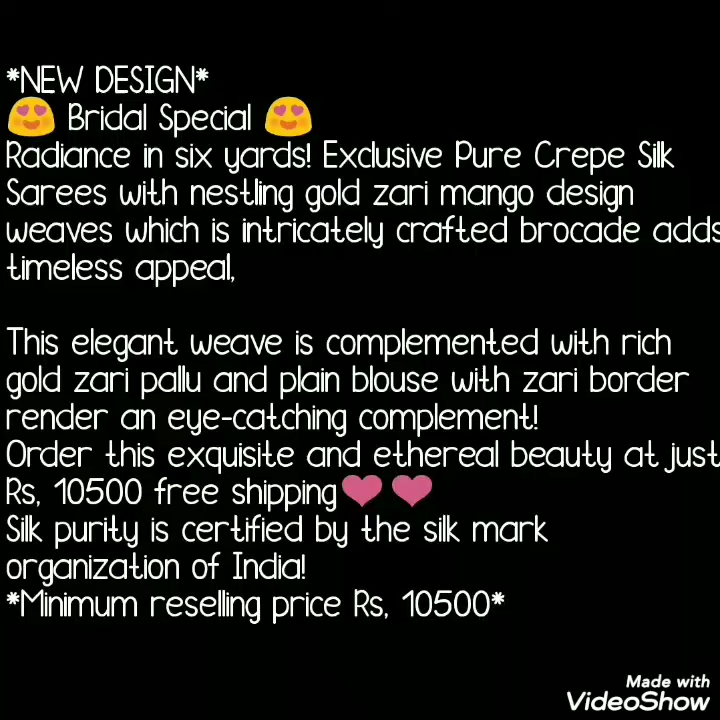 *NEW DESIGN*
😍 Bridal Special 😍
Radiance in six yards! Exclusive Pure Crepe Silk
Sarees with nestling gold zari mango design
weaves which is intricately crafted brocade adds
timeless appeal,
This elegant weave is complemented with rich
gold zari pallu and plain blouse with zari border
render an eye-catching complement!
Order this exquisite and ethereal beauty at just
Rs, 10500 free shipping❤❤
Silk purity is certified by the silk mark
organization of India!
*Minimum reselling price Rs, 10500*
Made with
VideoShow